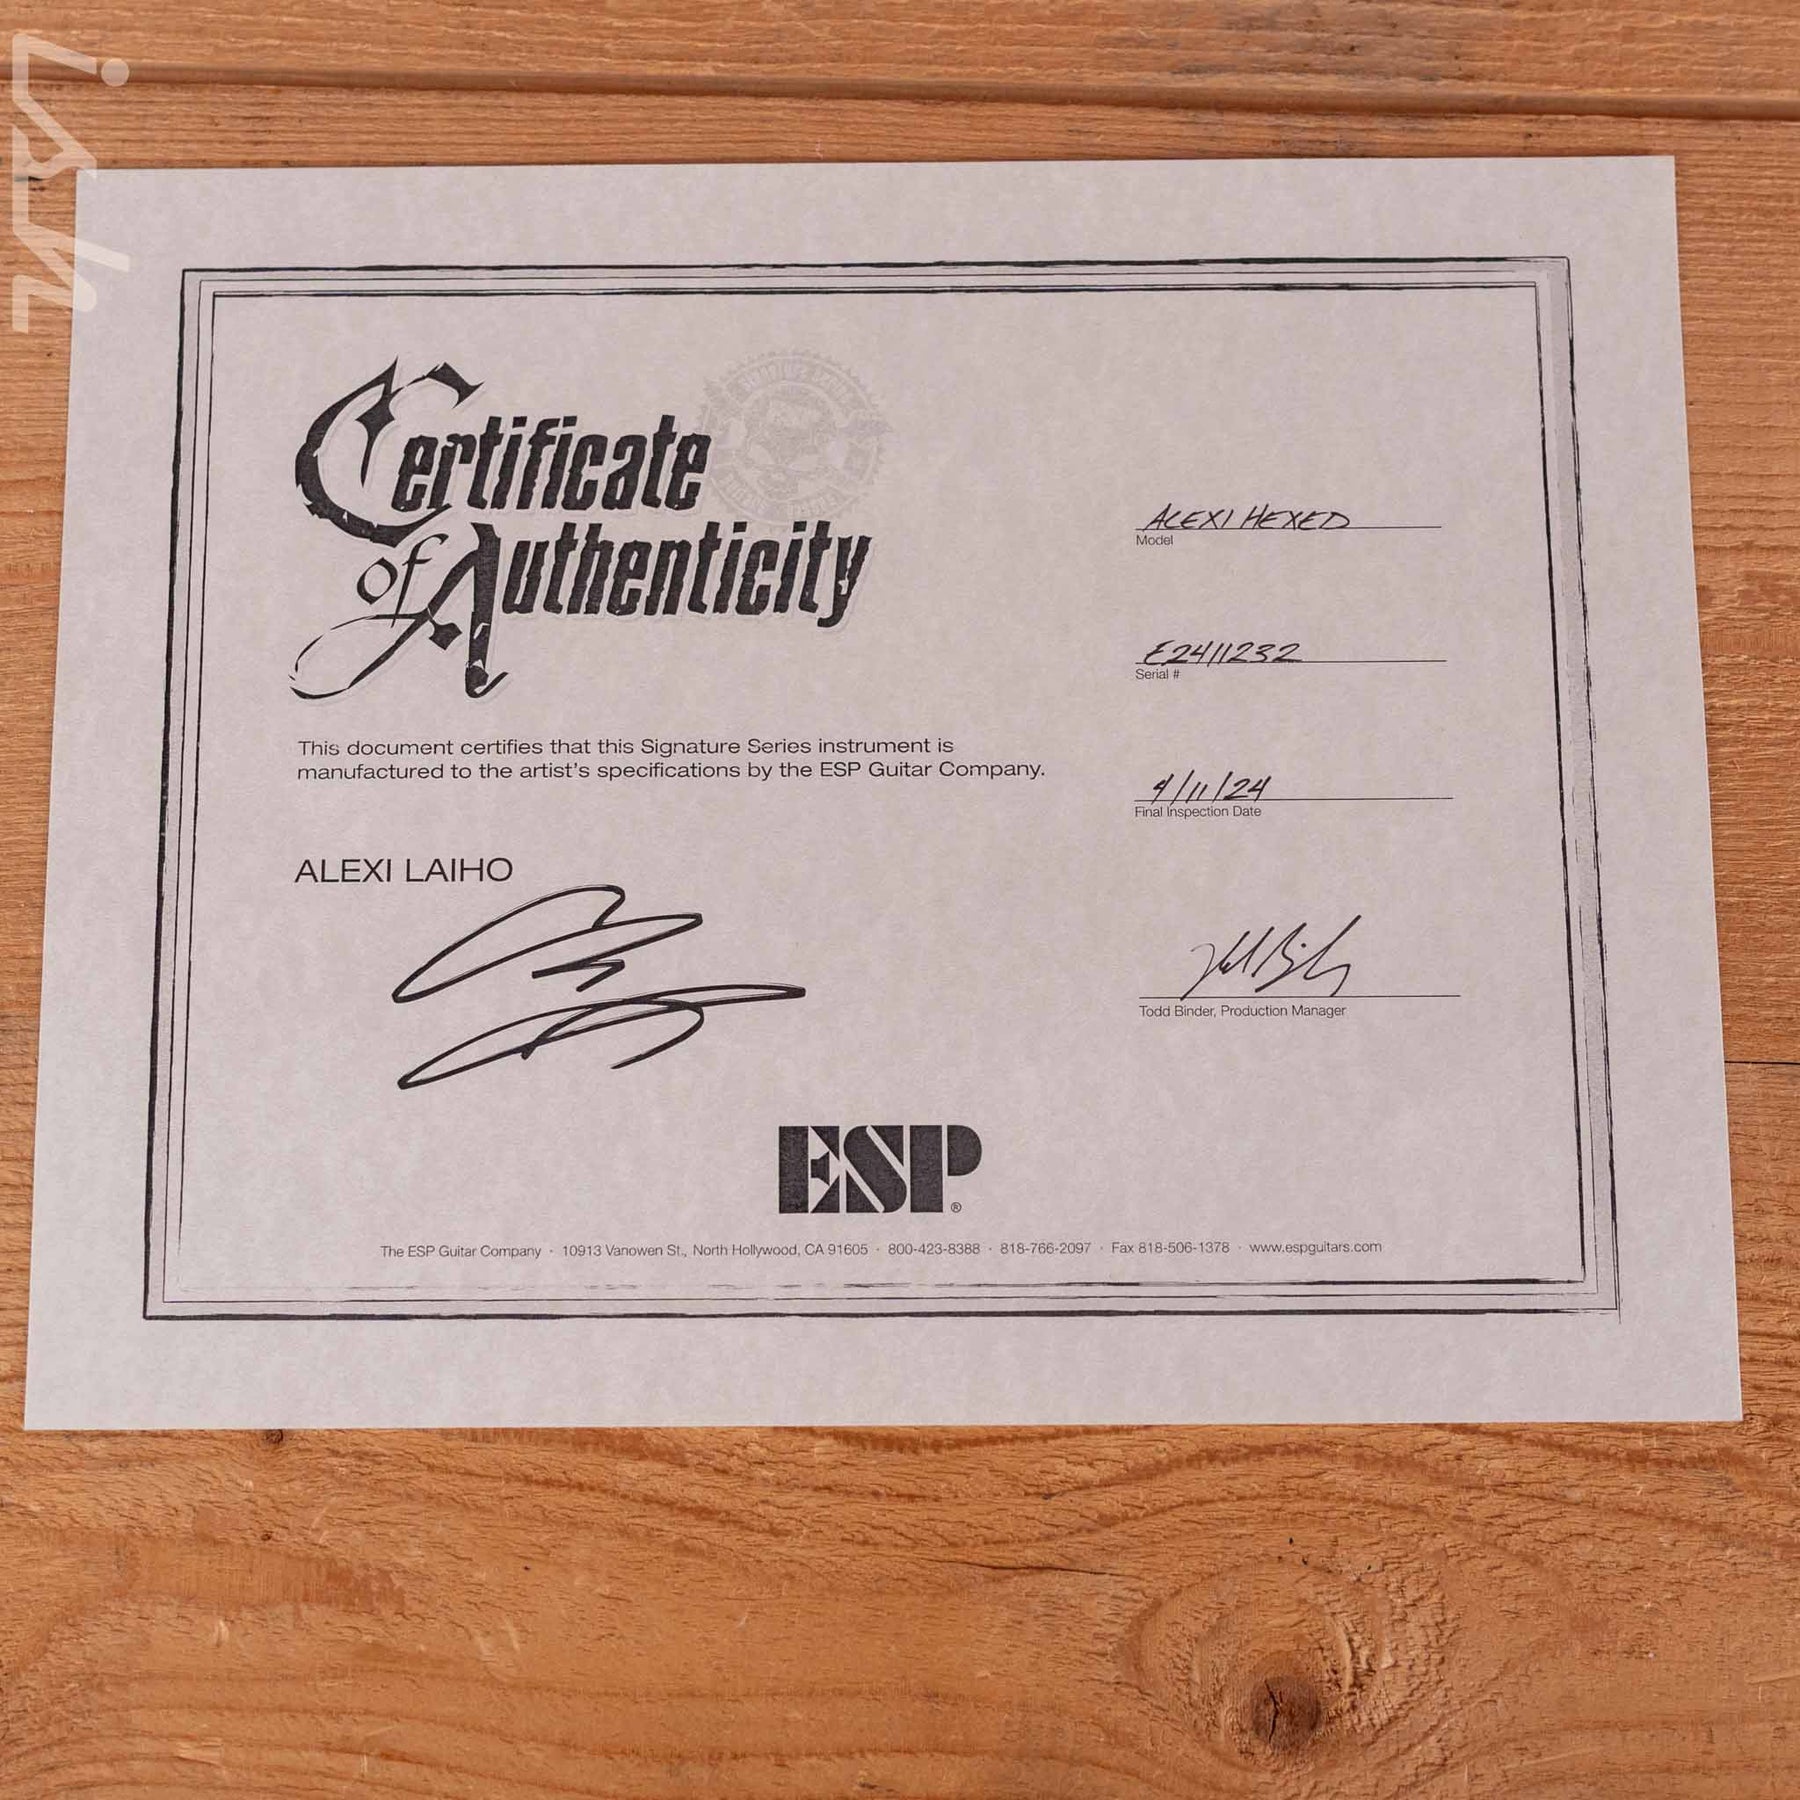 Certificate
of Authenticity
This document certifies that this Signature Series instrument is
manufactured to the artist's specifications by the ESP Guitar Company.
ALEXI LAIHO
ALEXI HEXED
Model
E2411232
Serial #
4/11/24
Final Inspection Date
Todd Binder, Production Manager
ESP®
The ESP Guitar Company · 10913 Vanowen St., North Hollywood, CA 91605 · 800-423-8388 · 818-766-2097 · Fax 818-506-1378 · www.espguitars.com